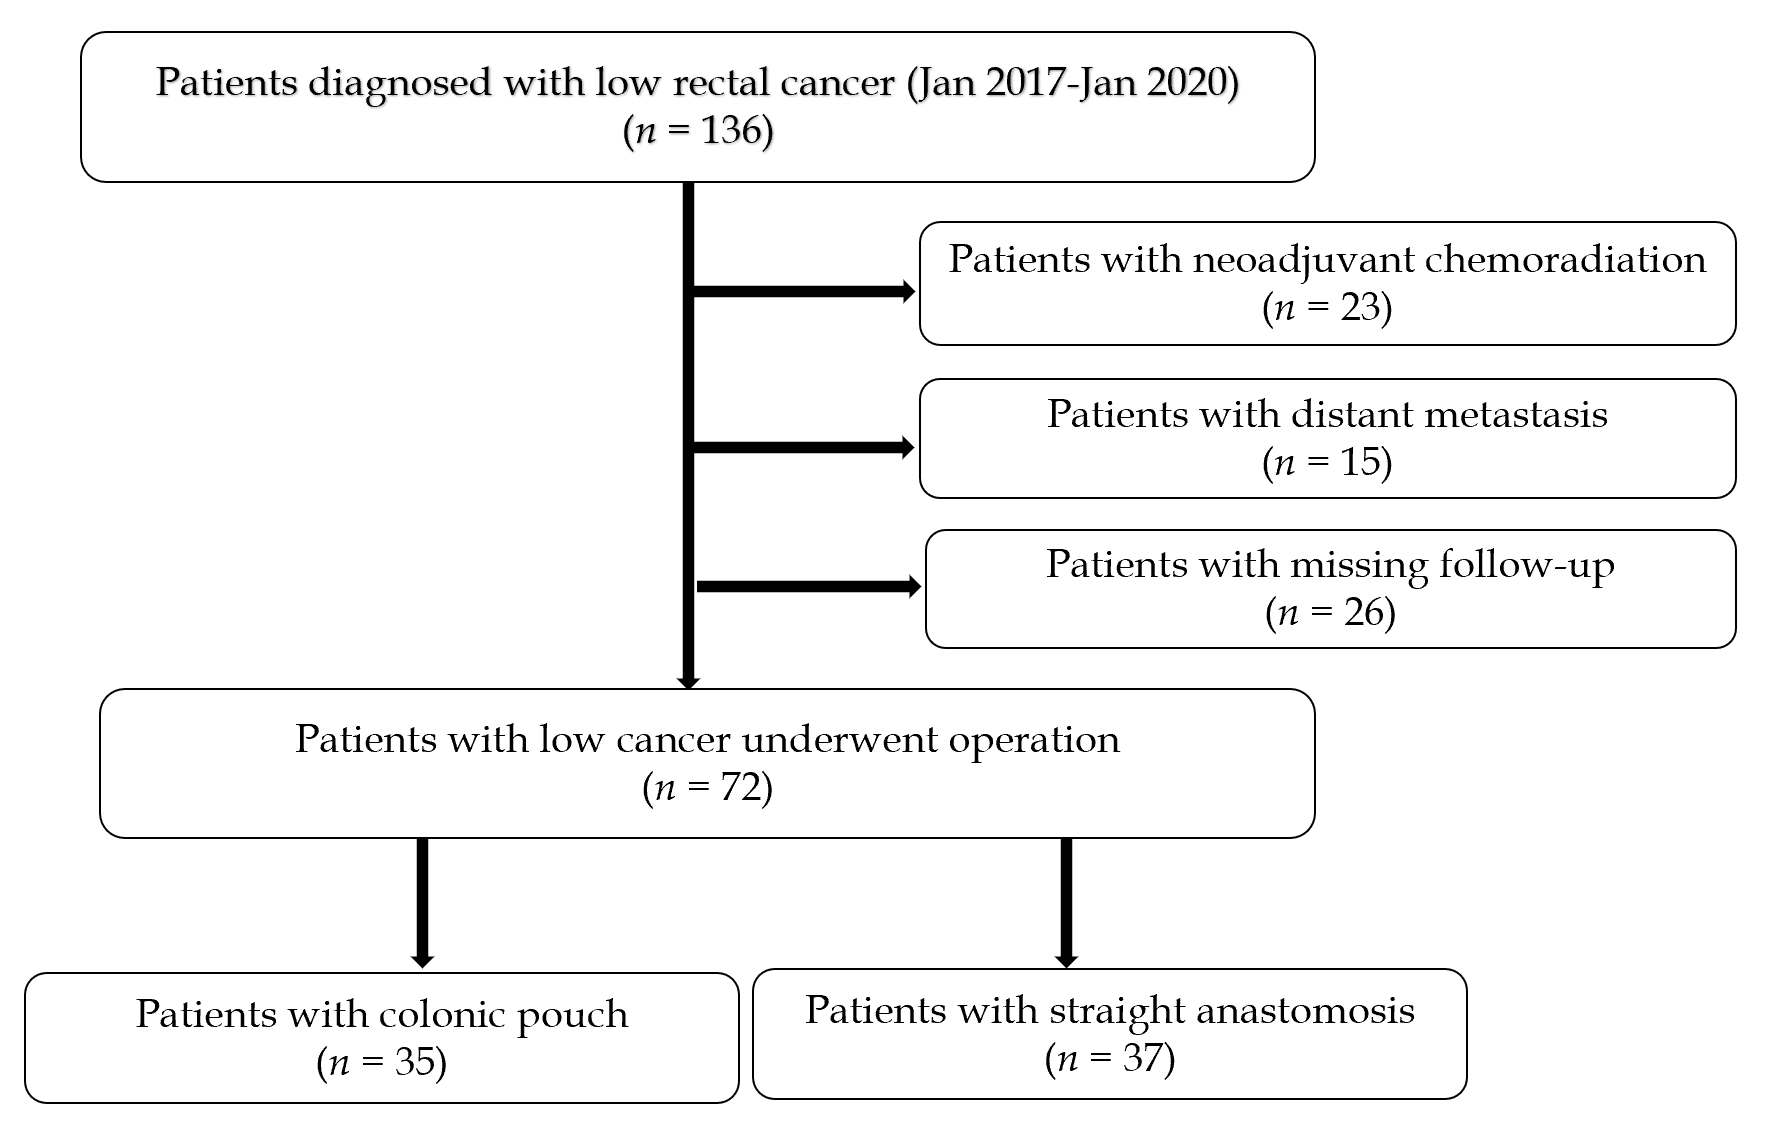 Patients diagnosed with low rectal cancer (Jan 2017-Jan 2020)
(n = 136)
Patients with neoadjuvant chemoradiation
(n = 23)
Patients with distant metastasis
(n = 15)
Patients with missing follow-up
(n = 26)
Patients with low cancer underwent operation
(n = 72)
Patients with colonic pouch
(n = 35)
Patients with straight anastomosis
(n = 37)